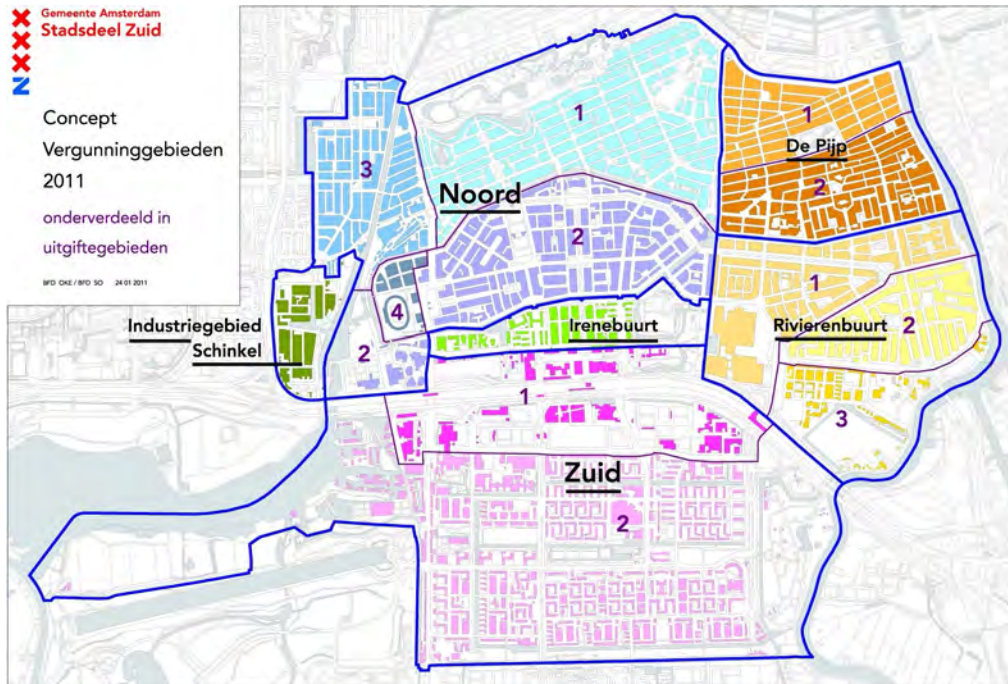 Gemeente Amsterdam
Stadsdeel Zuid
N
Concept
Vergunninggebieden
2011
onderverdeeld in
uitgiftegebieden
BFD OKE / BFD SO 24 01 2011
1
1
De Pijp
3
2
Noord
2
1
4
Industriegebied
Schinkel
Irenebuurt
Rivierenbuurt
2
2
1
3
Zuid
2